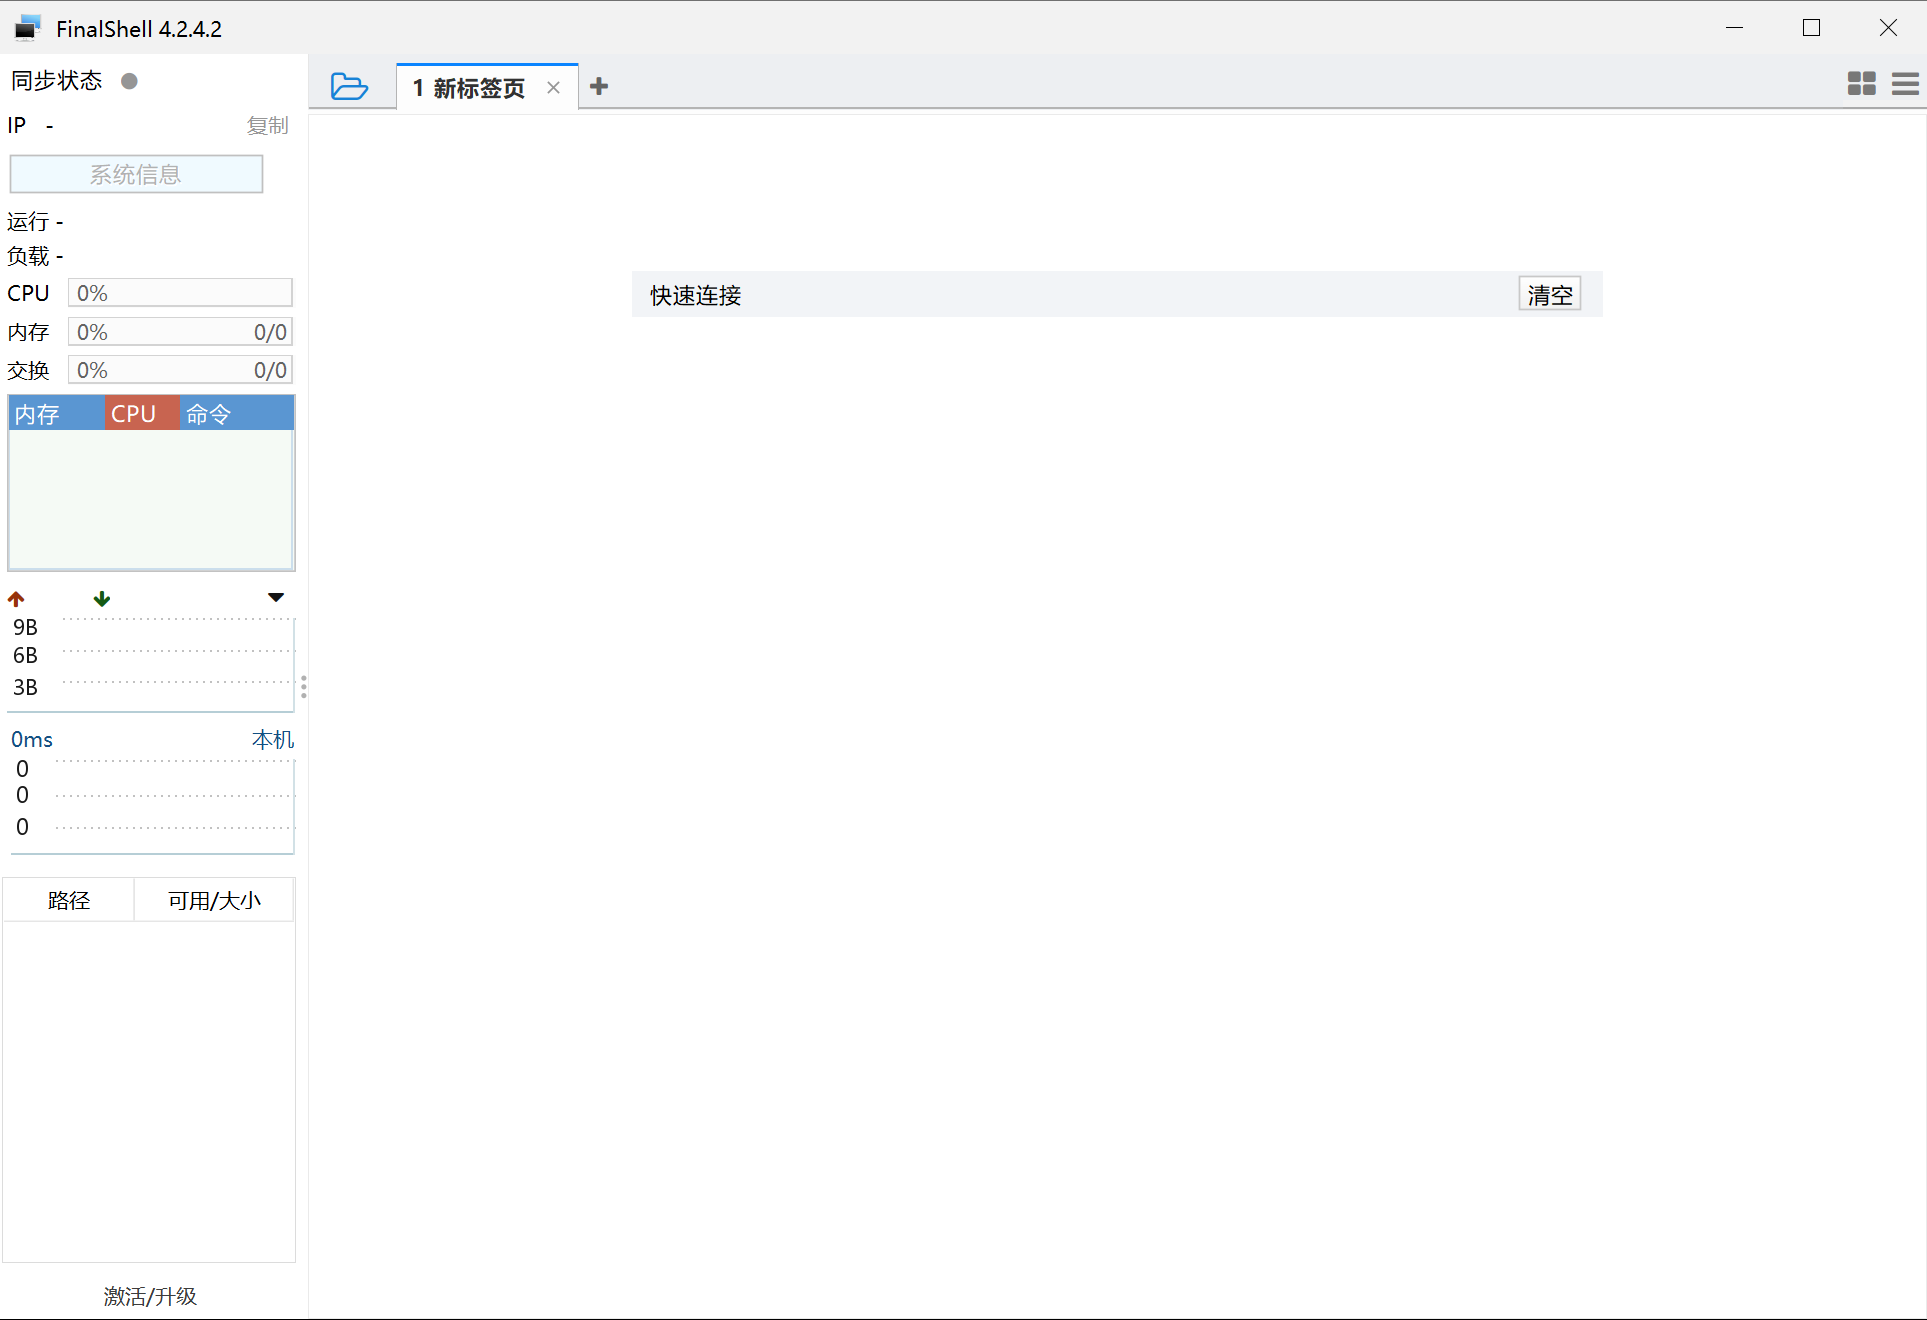 FinalShell 4.2.4.2
同步状态
IP -
复制
系统信息
运行 -
负载 -
CPU 0%
内存 0% 0/0
交换 0% 0/0
内存 CPU 命令
9B
6B
3B
0ms 本机
0
0
0
路径 可用/大小
激活/升级
1 新标签页
快速连接
清空